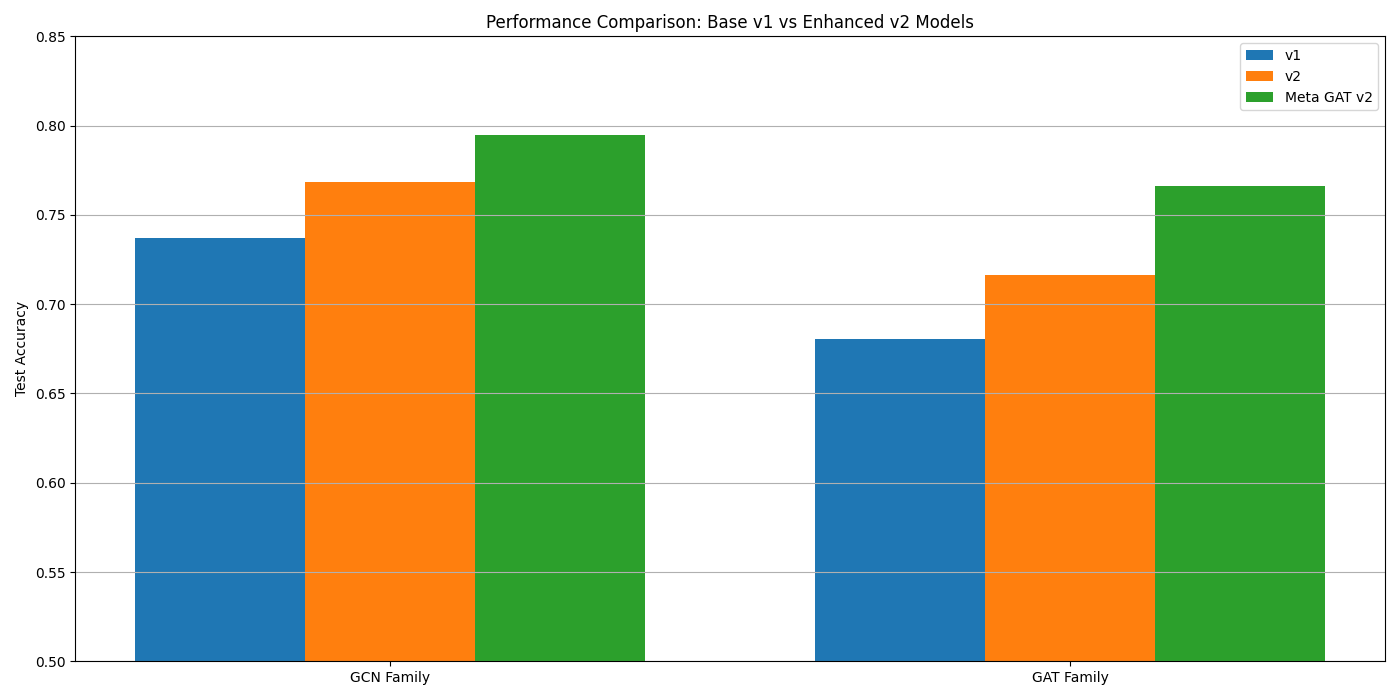 Performance Comparison: Base v1 vs Enhanced v2 Models
v1
v2
Meta GAT v2
Test Accuracy
0.85
0.80
0.75
0.70
0.65
0.60
0.55
0.50
GCN Family
GAT Family